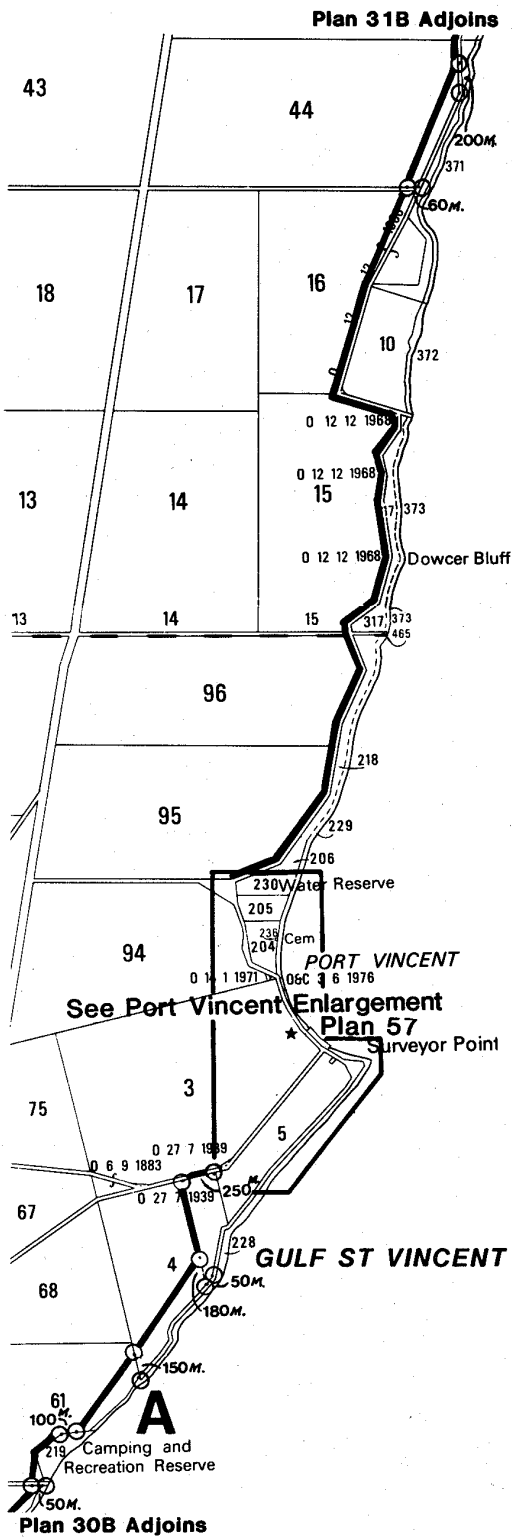 Plan 31B Adjoins
43
44
200M.
371
60M.
18
17
16
12
12
0
10
372
0 12 12 1968
0 12 12 1968
15
13
14
17
373
0 12 12 1968
Dowcer Bluff
13
14
15
317
373
465
96
218
95
229
206
230 Water Reserve
205
236
204
Cem
94
PORT VINCENT
0 14 1 1971
O&C 3 6 1976
See Port Vincent Enlargement
Plan 57
Surveyor Point
3
75
5
0 27 7 1939
0 6 9 1883
250M.
0 27 7 1939
67
228
4
GULF ST VINCENT
50M.
68
180M.
150M.
61
A
100M.
219
Camping and
Recreation Reserve
50M.
Plan 30B Adjoins